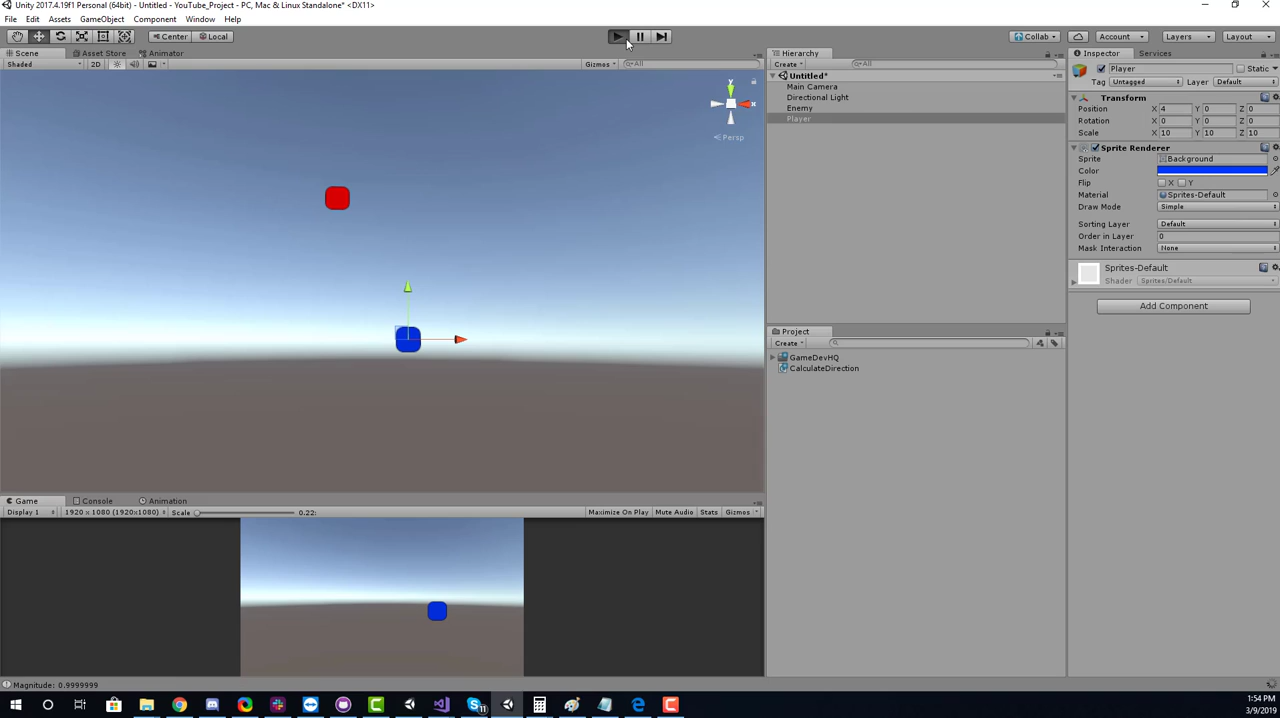 Unity 2017.4.19f1 Personal (64bit) - Untitled - YouTube_Project - PC, Mac & Linux Standalone* <DX11>
File Edit Assets GameObject Component Window Help
Center Local Collab Account Layers Layout
Scene Asset Store Animator
Shaded 2D Gizmos All
y
x
Persp
Hierarchy
Create All
Untitled*
Main Camera
Directional Light
Enemy
Player
Project
Create
GameDevHQ
CalculateDirection
Inspector Services
Player Static
Tag Untagged Layer Default
Transform
Position X 4 Y 0 Z 0
Rotation X 0 Y 0 Z 0
Scale X 10 Y 10 Z 10
Sprite Renderer
Sprite Background
Color
Flip X Y
Material Sprites-Default
Draw Mode Simple
Sorting Layer Default
Order in Layer 0
Mask Interaction None
Sprites-Default
Shader Sprites/Default
Add Component
Game Console Animation
Display 1 1920 x 1080 (1920x1080) Scale 0.22: Maximize On Play Mute Audio Stats Gizmos
Magnitude: 0.9999999
11
1:54 PM
3/9/2019